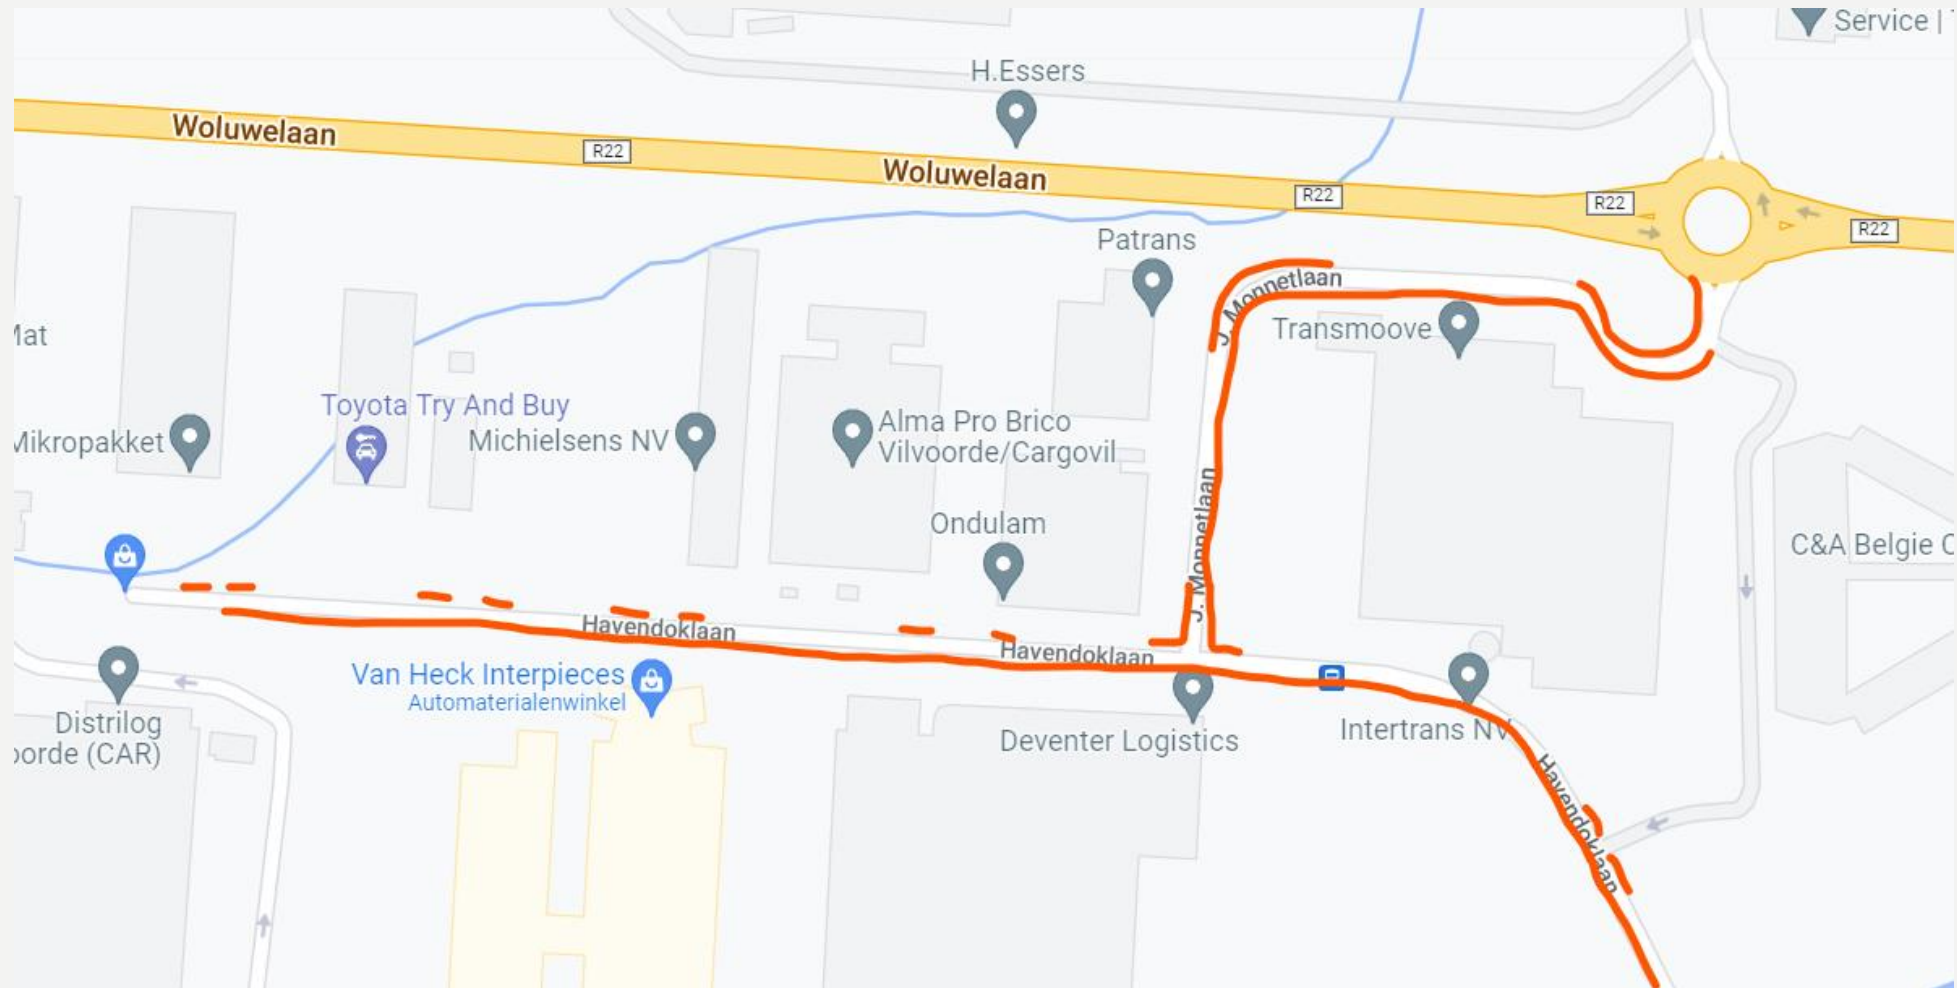 Service |
H.Essers
Woluwelaan
R22
Woluwelaan
R22
R22
R22
Patrans
J. Monnetlaan
Transmoove
Mat
Toyota Try And Buy
Mikropakket
Michielsens NV
Alma Pro Brico
Vilvoorde/Cargovil
J. Monnetlaan
Ondulam
C&A Belgie C
Havendoklaan
Havendoklaan
Van Heck Interpieces
Automaterialenwinkel
Distrilog
oorde (CAR)
Deventer Logistics
Intertrans NV
Havendoklaan